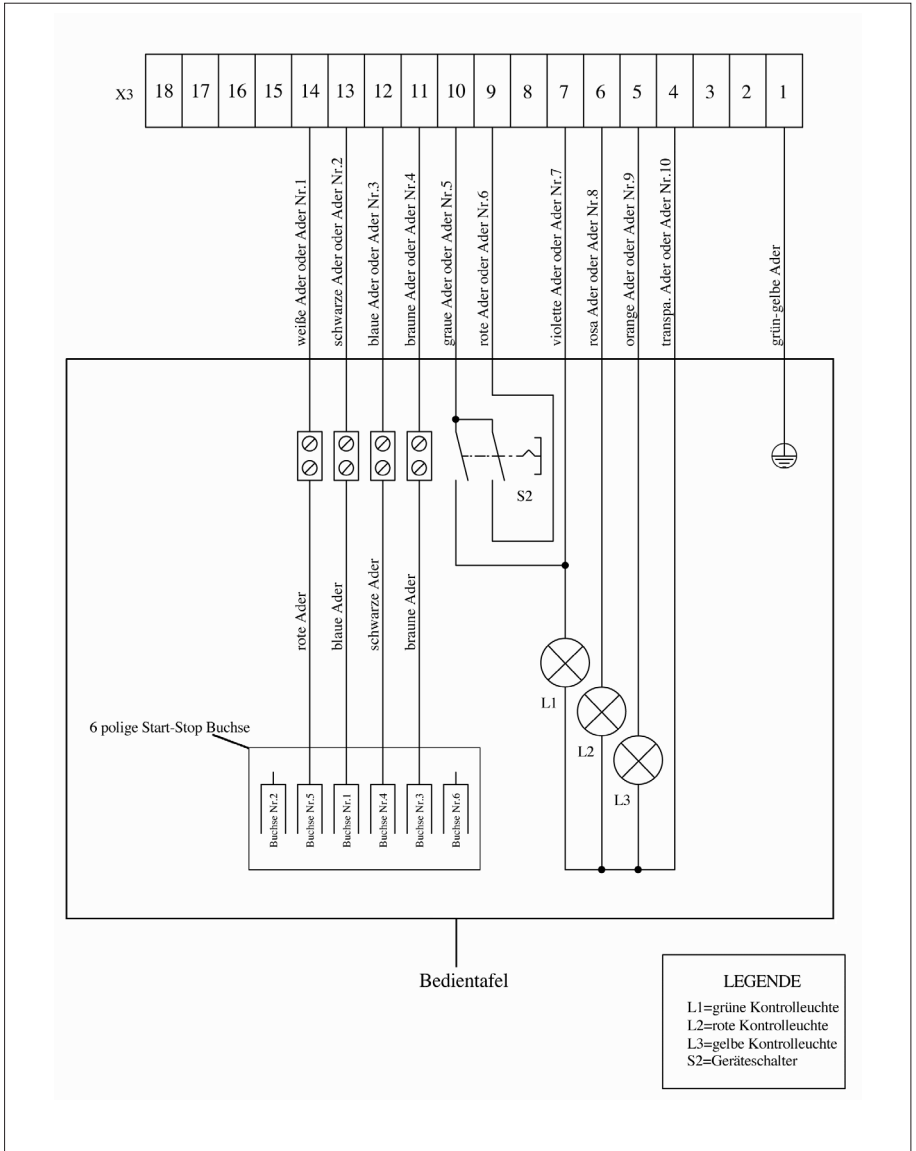 X3
18 17 16 15 14 13 12 11 10 9 8 7 6 5 4 3 2 1
weiße Ader oder Ader Nr.1
schwarze Ader oder Ader Nr.2
blaue Ader oder Ader Nr.3
braune Ader oder Ader Nr.4
graue Ader oder Ader Nr.5
rote Ader oder Ader Nr.6
violette Ader oder Ader Nr.7
rosa Ader oder Ader Nr.8
orange Ader oder Ader Nr.9
transpa. Ader oder Ader Nr.10
grün-gelbe Ader
S2
rote Ader
blaue Ader
schwarze Ader
braune Ader
L1
L2
L3
6 polige Start-Stop Buchse
Buchse Nr.2
Buchse Nr.5
Buchse Nr.1
Buchse Nr.4
Buchse Nr.3
Buchse Nr.6
Bedientafel
LEGENDE
L1=grüne Kontrolleuchte
L2=rote Kontrolleuchte
L3=gelbe Kontrolleuchte
S2=Geräteschalter